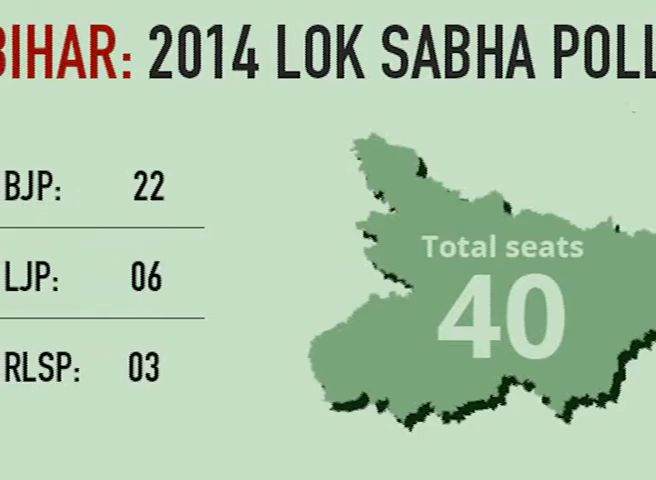 BIHAR: 2014 LOK SABHA POLL
BJP: 22
LJP: 06
RLSP: 03
Total seats
40